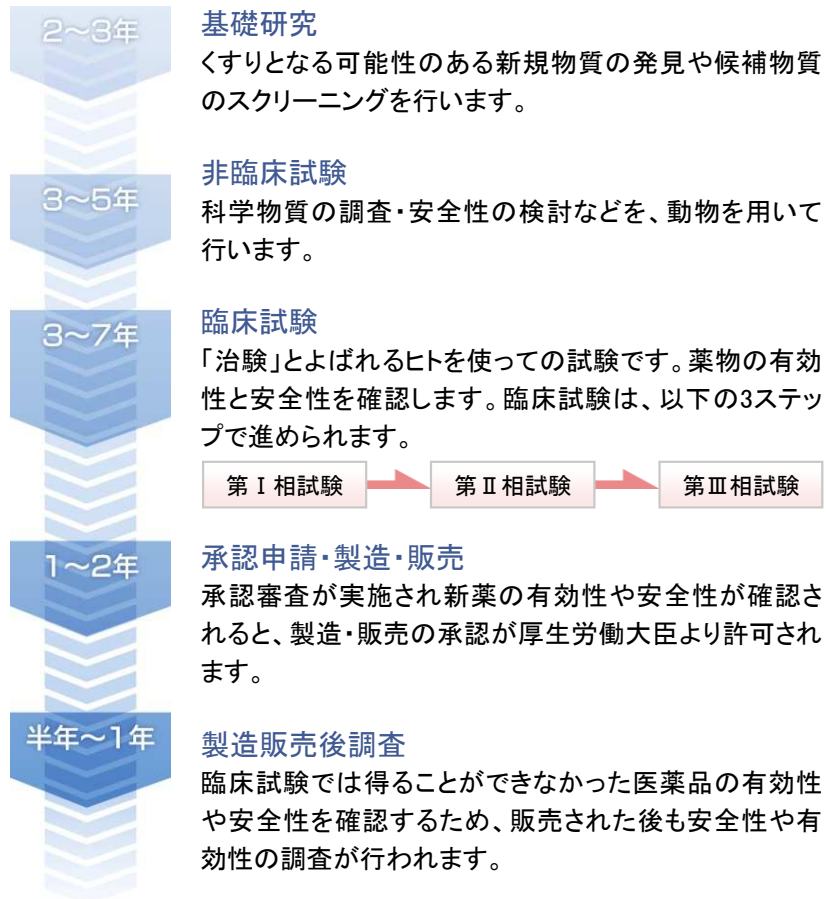 2～3年
基礎研究
くすりとなる可能性のある新規物質の発見や候補物質
のスクリーニングを行います。
3～5年
非臨床試験
科学物質の調査・安全性の検討などを、動物を用いて
行います。
3～7年
臨床試験
「治験」とよばれるヒトを使っての試験です。薬物の有効
性と安全性を確認します。臨床試験は、以下の3ステッ
プで進められます。
第Ⅰ相試験
第Ⅱ相試験
第Ⅲ相試験
1～2年
承認申請・製造・販売
承認審査が実施され新薬の有効性や安全性が確認さ
れると、製造・販売の承認が厚生労働大臣より許可され
ます。
半年～1年
製造販売後調査
臨床試験では得ることができなかった医薬品の有効性
や安全性を確認するため、販売された後も安全性や有
効性の調査が行われます。